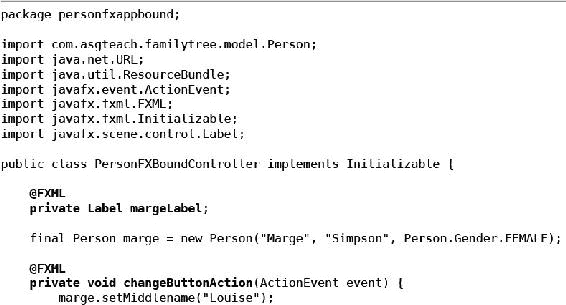 package personfxappbound;
import com.asgteach.familytree.model.Person;
import java.net.URL;
import java.util.ResourceBundle;
import javafx.event.ActionEvent;
import javafx.fxml.FXML;
import javafx.fxml.Initializable;
import javafx.scene.control.Label;
public class PersonFXBoundController implements Initializable {
@FXML
private Label margeLabel;
final Person marge = new Person("Marge", "Simpson", Person.Gender.FEMALE);
@FXML
private void changeButtonAction(ActionEvent event) {
marge.setMiddlename("Louise");